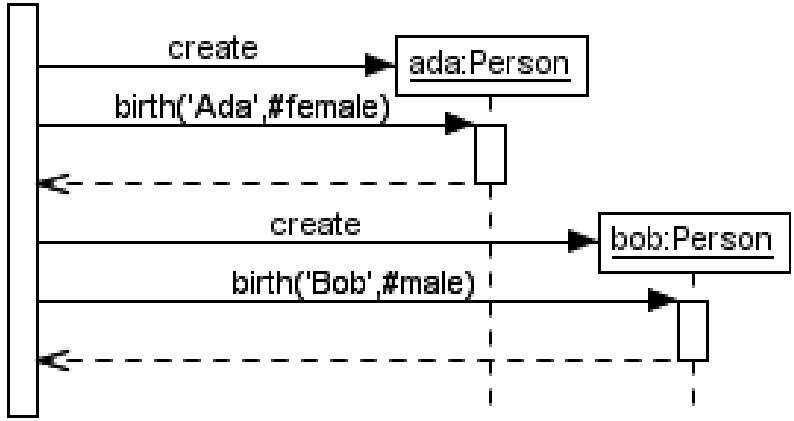 create
ada:Person
birth('Ada',#female)
create
bob:Person
birth('Bob',#male)